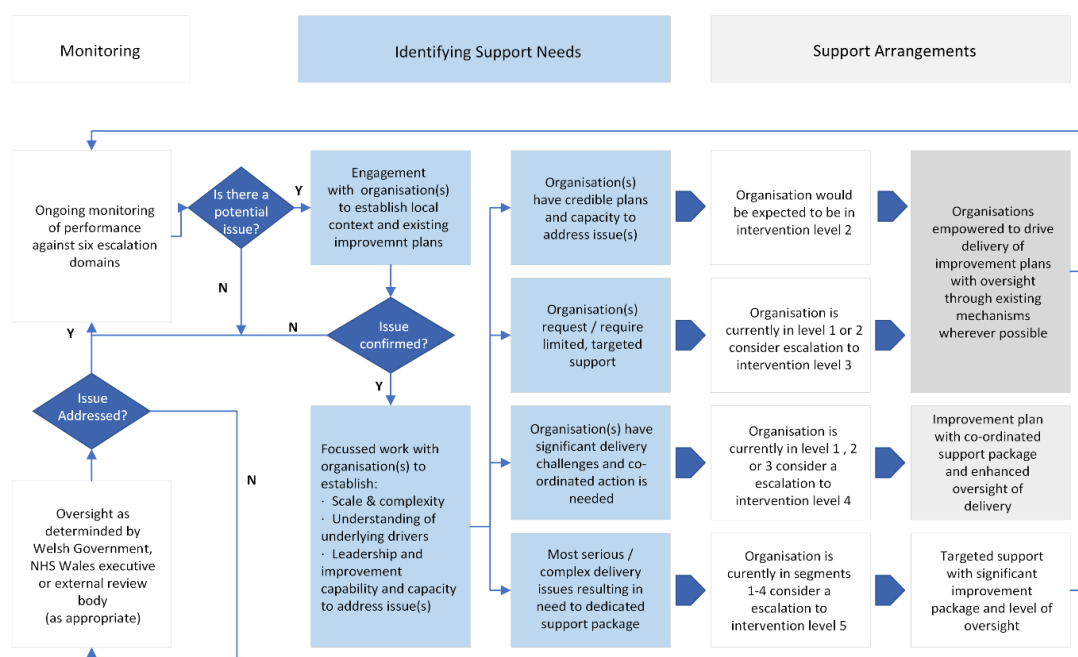 Monitoring
Identifying Support Needs
Support Arrangements
Ongoing monitoring
of performance
against six escalation
domains
Is there a
potential
issue?
Y
N
Engagement
with organisation(s)
to establish local
context and existing
improvemnt plans
Issue
confirmed?
N
Y
Focussed work with
organisation(s) to
establish:
· Scale & complexity
· Understanding of
underlying drivers
· Leadership and
improvement
capability and capacity
to address issue(s)
Y
Issue
Addressed?
N
Oversight as
determinded by
Welsh Government,
NHS Wales executive
or external review
body
(as appropriate)
Organisation(s)
have credible plans
and capacity to
address issue(s)
Organisation would
be expected to be in
intervention level 2
Organisations
empowered to drive
delivery of
improvement plans
with oversight
through existing
mechanisms
wherever possible
Organisation(s)
request / require
limited, targeted
support
Organisation is
currently in level 1 or 2
consider escalation to
intervention level 3
Organisation(s) have
significant delivery
challenges and co-
ordinated action is
needed
Organisation is
currently in level 1 , 2
or 3 consider a
escalation to
intervention level 4
Improvement plan
with co-ordinated
support package
and enhanced
oversight of
delivery
Most serious /
complex delivery
issues resulting in
need to dedicated
support package
Organisation is
curently in segments
1-4 consider a
escalation to
intervention level 5
Targeted support
with significant
improvement
package and level of
oversight